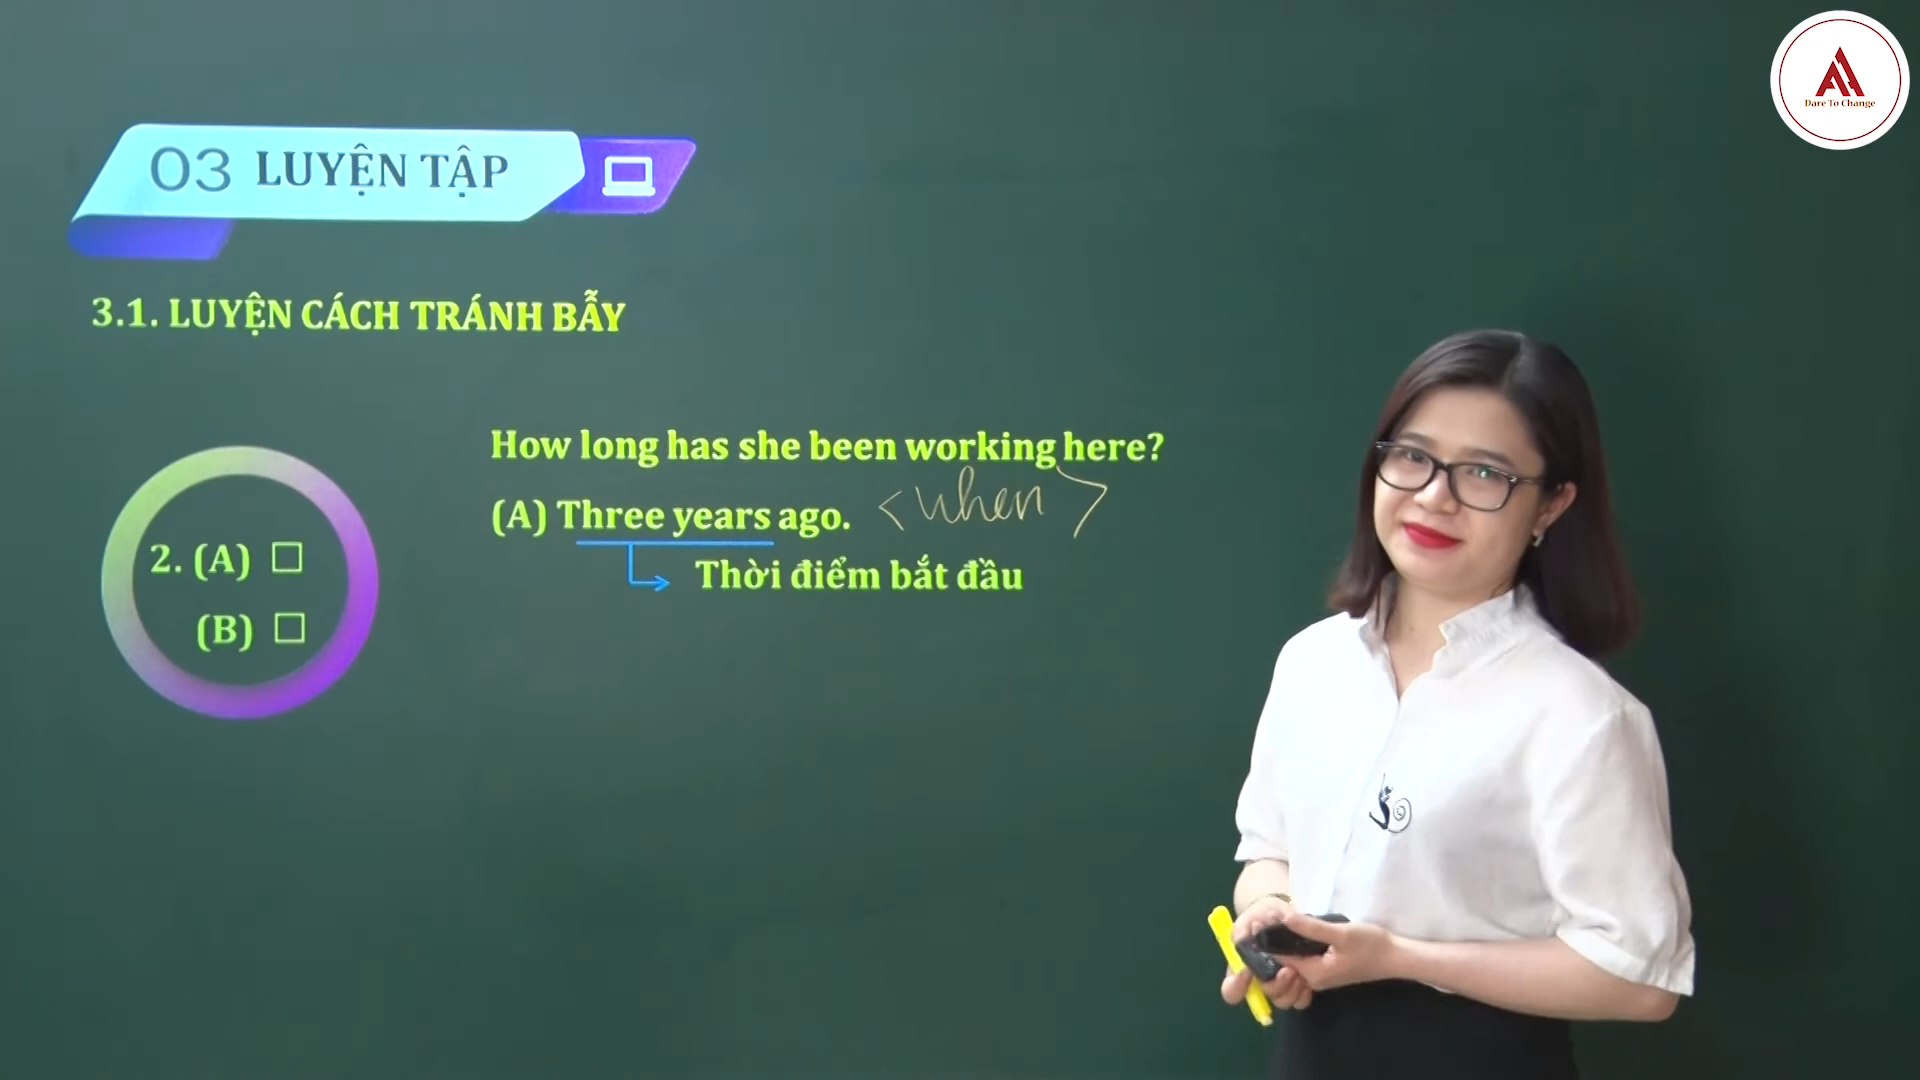 Dare To Change
03 LUYỆN TẬP
3.1. LUYỆN CÁCH TRÁNH BẪY
How long has she been working here?
(A) Three years ago. <when>
Thời điểm bắt đầu
2. (A) ☐
(B) ☐